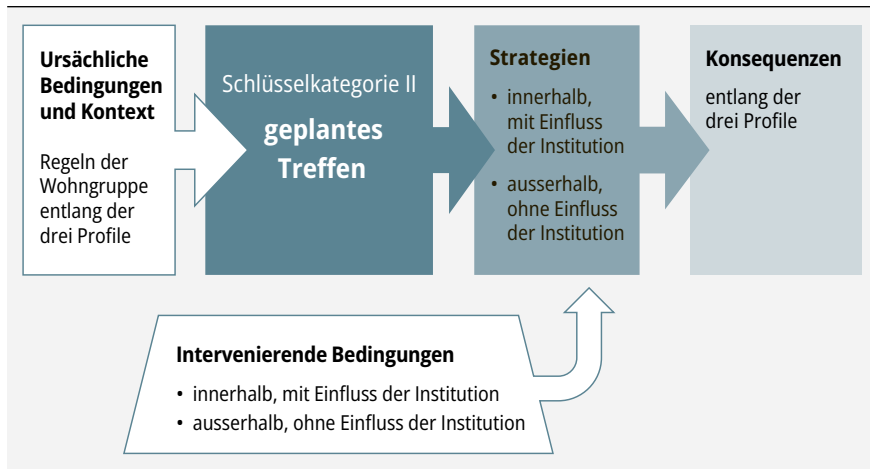 Ursächliche
Bedingungen
und Kontext
Regeln der
Wohngruppe
entlang der
drei Profile
Schlüsselkategorie II
geplantes
Treffen
Strategien
• innerhalb,
mit Einfluss
der Institution
• ausserhalb,
ohne Einfluss
der Institution
Konsequenzen
entlang der
drei Profile
Intervenierende Bedingungen
• innerhalb, mit Einfluss der Institution
• ausserhalb, ohne Einfluss der Institution